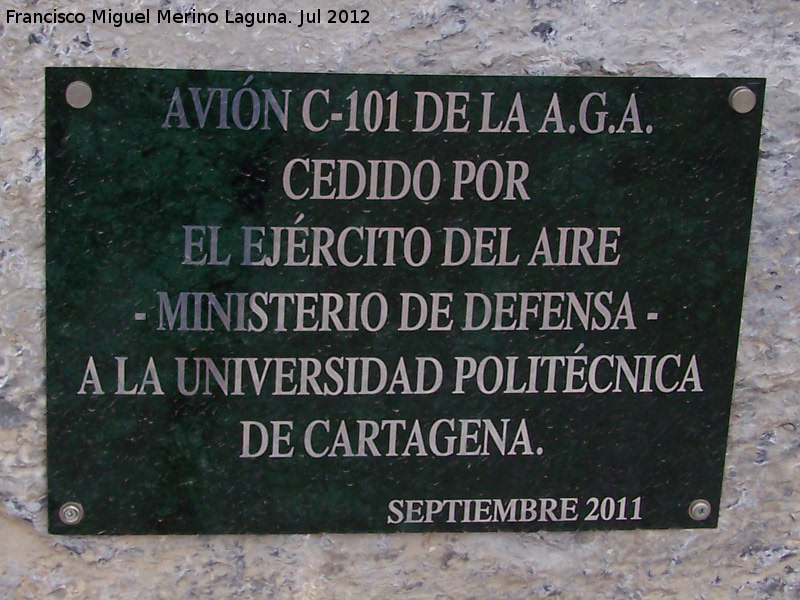 Francisco Miguel Merino Laguna. Jul 2012
AVIÓN C-101 DE LA A.G.A.
CEDIDO POR
EL EJÉRCITO DEL AIRE
- MINISTERIO DE DEFENSA -
A LA UNIVERSIDAD POLITÉCNICA
DE CARTAGENA.
SEPTIEMBRE 2011